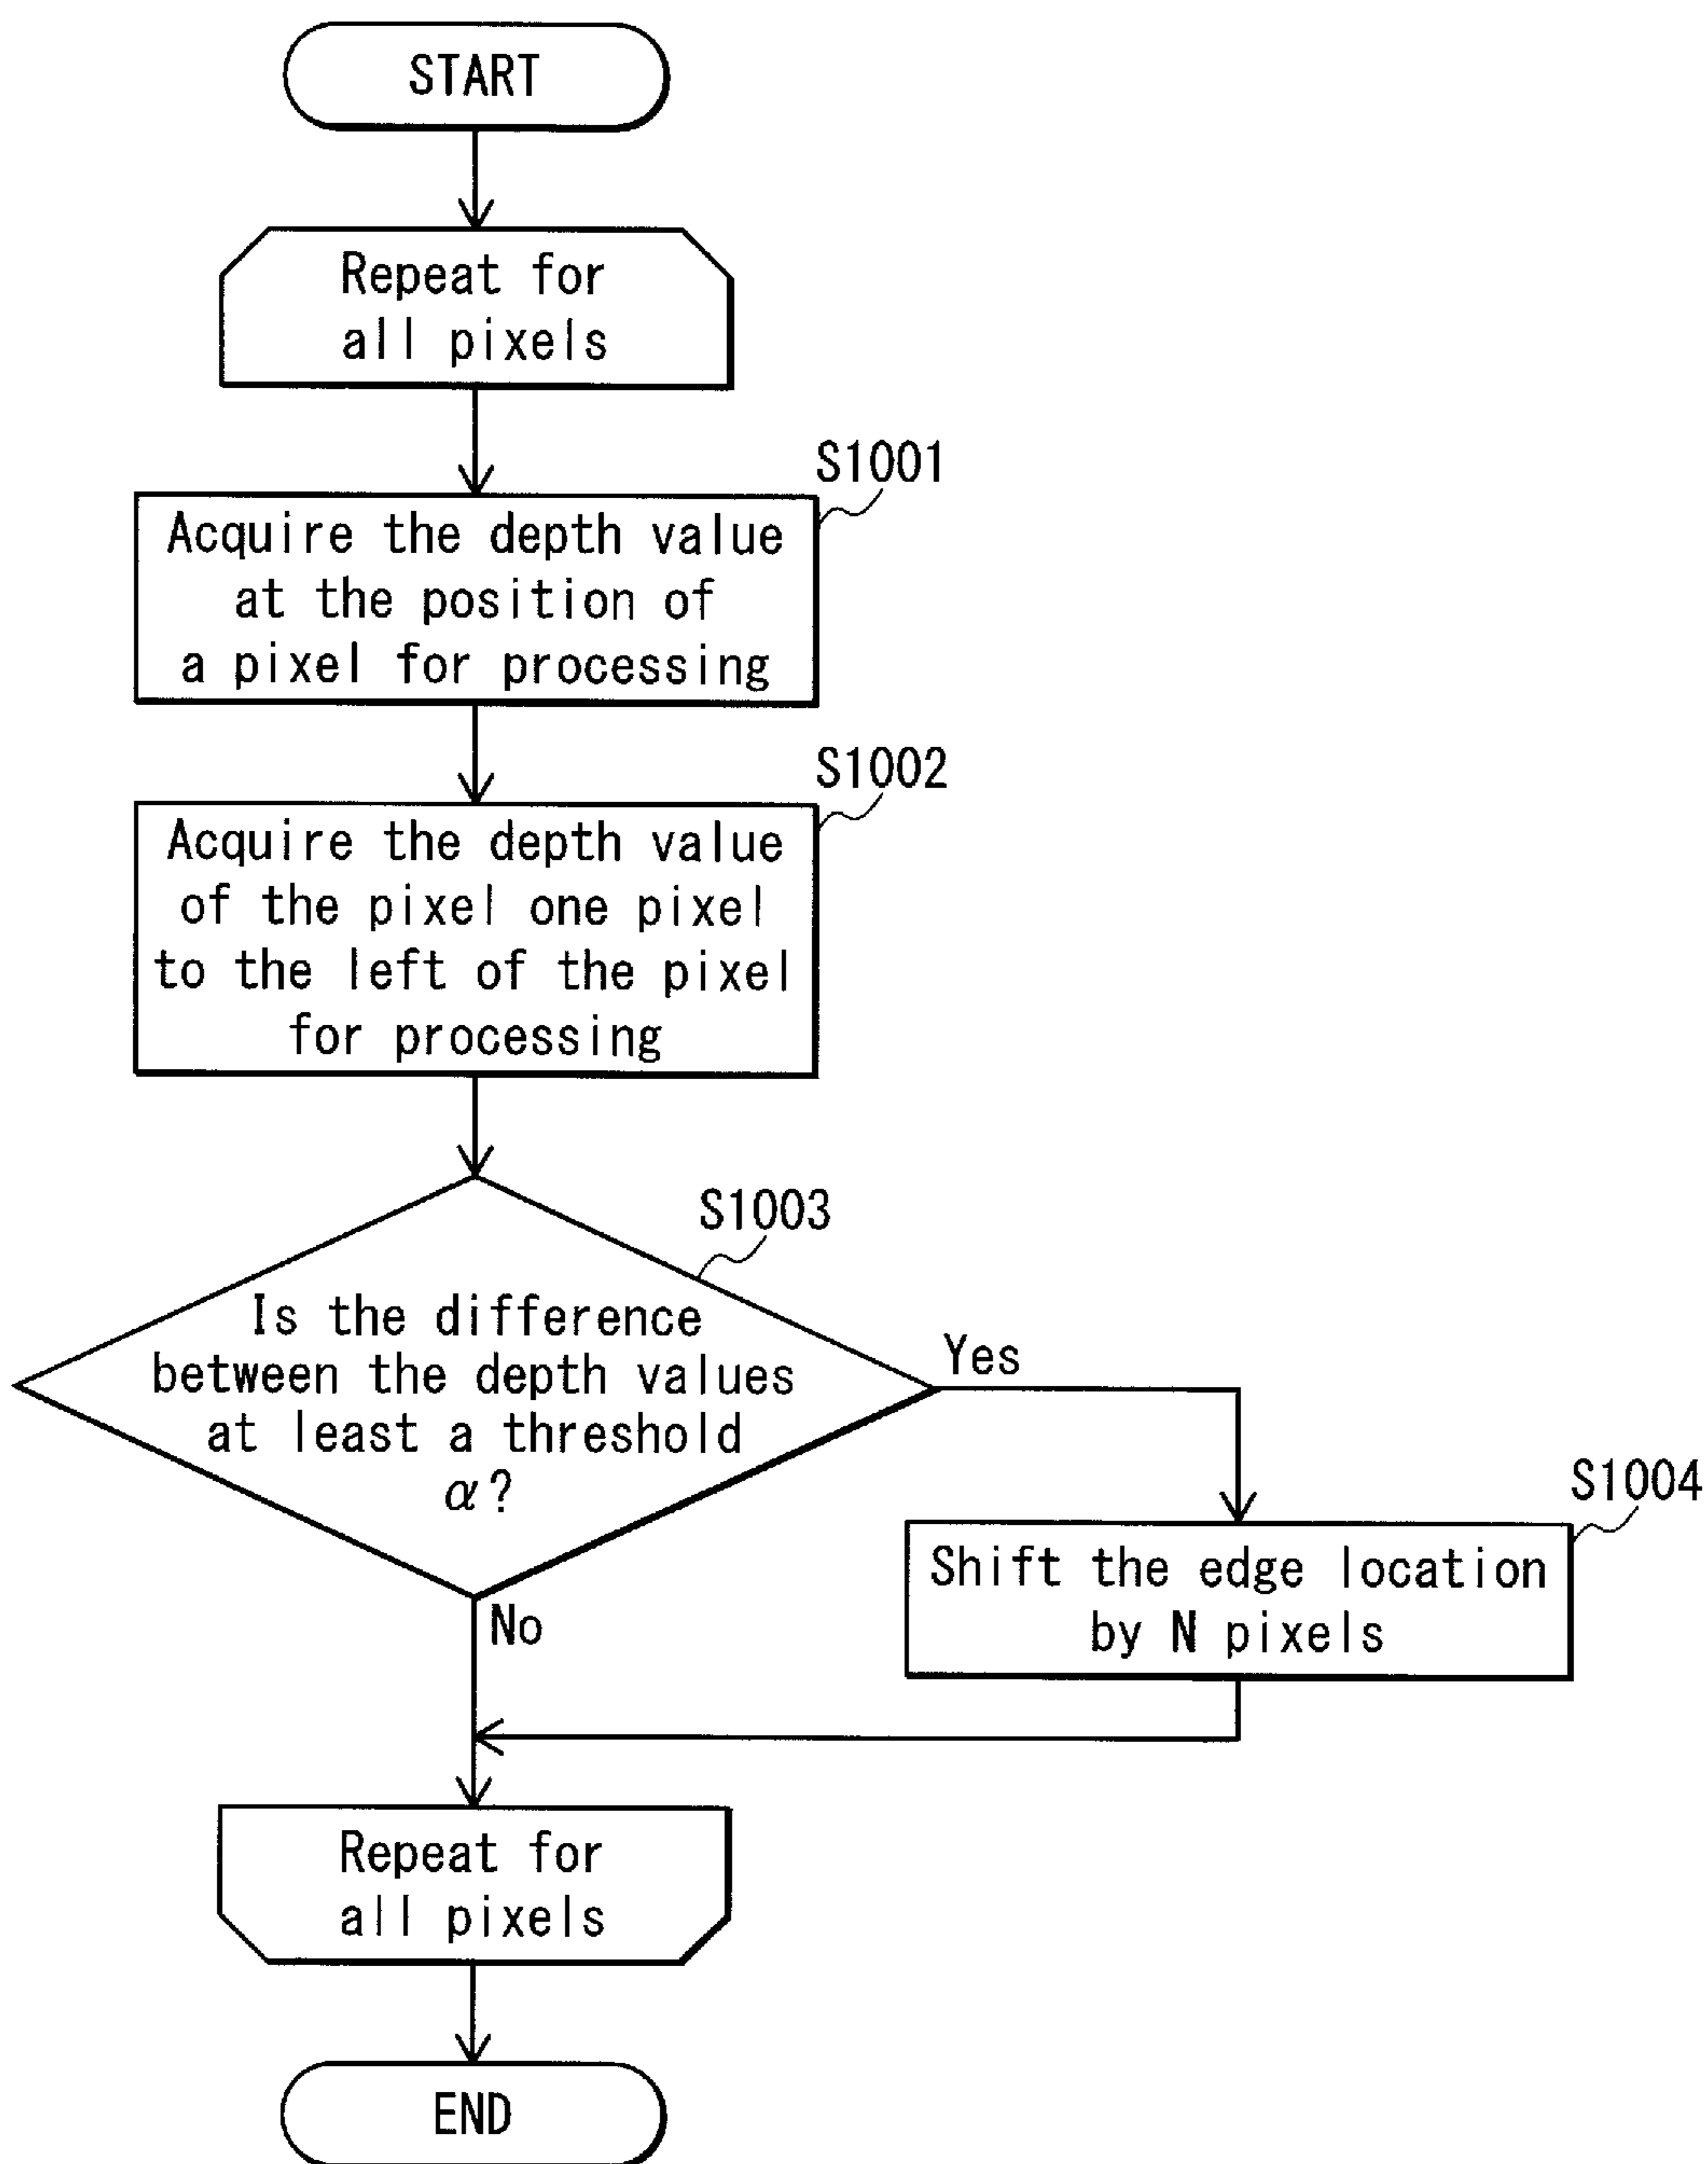 START
Repeat for
all pixels
S1001
Acquire the depth value
at the position of
a pixel for processing
S1002
Acquire the depth value
of the pixel one pixel
to the left of the pixel
for processing
S1003
Is the difference
between the depth values
at least a threshold
α?
Yes
S1004
Shift the edge location
by N pixels
No
Repeat for
all pixels
END